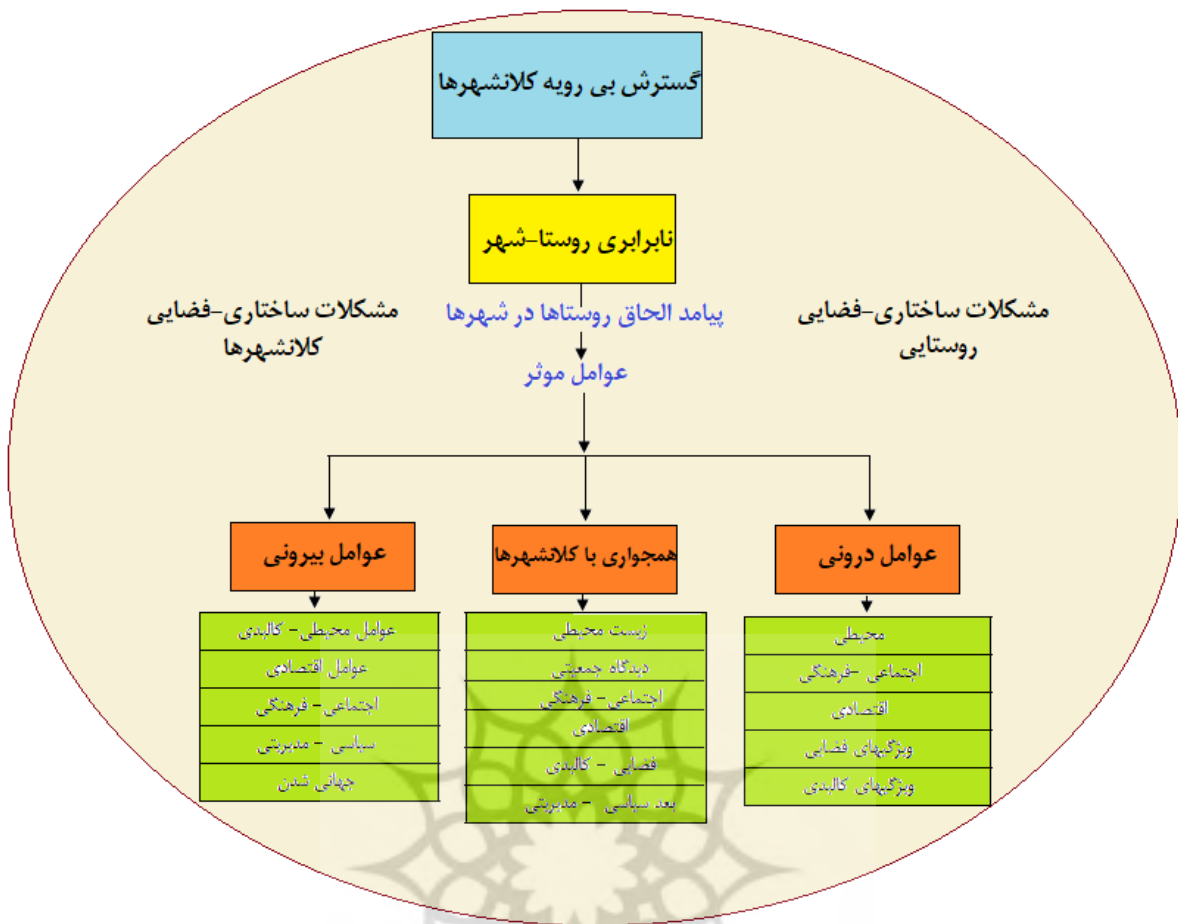 گسترش بی رویه کلانشهرها
نابرابری روستا-شهر
پیامد الحاق روستاها در شهرها
عوامل موثر
مشکلات ساختاری-فضایی
روستایی
مشکلات ساختاری-فضایی
کلانشهرها
عوامل درونی
محیطی
اجتماعی -فرهنگی
اقتصادی
ویژگیهای فضایی
ویژگیهای کالبدی
همجواری با کلانشهرها
زیست محیطی
دیدگاه جمعیتی
اجتماعی- فرهنگی
اقتصادی
فضایی - کالبدی
بعد سیاسی - مدیریتی
عوامل بیرونی
عوامل محیطی- کالبدی
عوامل اقتصادی
اجتماعی- فرهنگی
سیاسی - مدیریتی
جهانی شدن